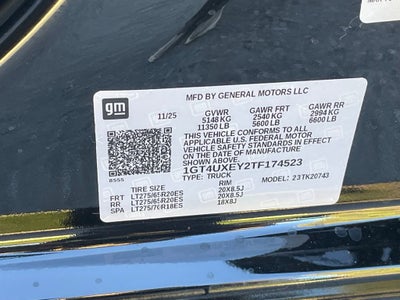 gm
MFD BY GENERAL MOTORS LLC
11/25 GVWR GAWR FRT GAWR RR
5148 KG 2540 KG 2994 KG
11350 LB 5600 LB 6600 LB
THIS VEHICLE CONFORMS TO ALL
APPLICABLE U.S. FEDERAL MOTOR
VEHICLE SAFETY STANDARDS IN EFFECT
ON THE DATE OF MANUFACTURE
SHOWN ABOVE.
1GT4UXEY2TF174523
8553 TYPE: TRUCK
TIRE SIZE RIM 23TK20743
FRT LT275/65R20ES 20X8.5J
RR LT275/65R20ES 20X8.5J
SPA LT275/70R18ES 18X8J